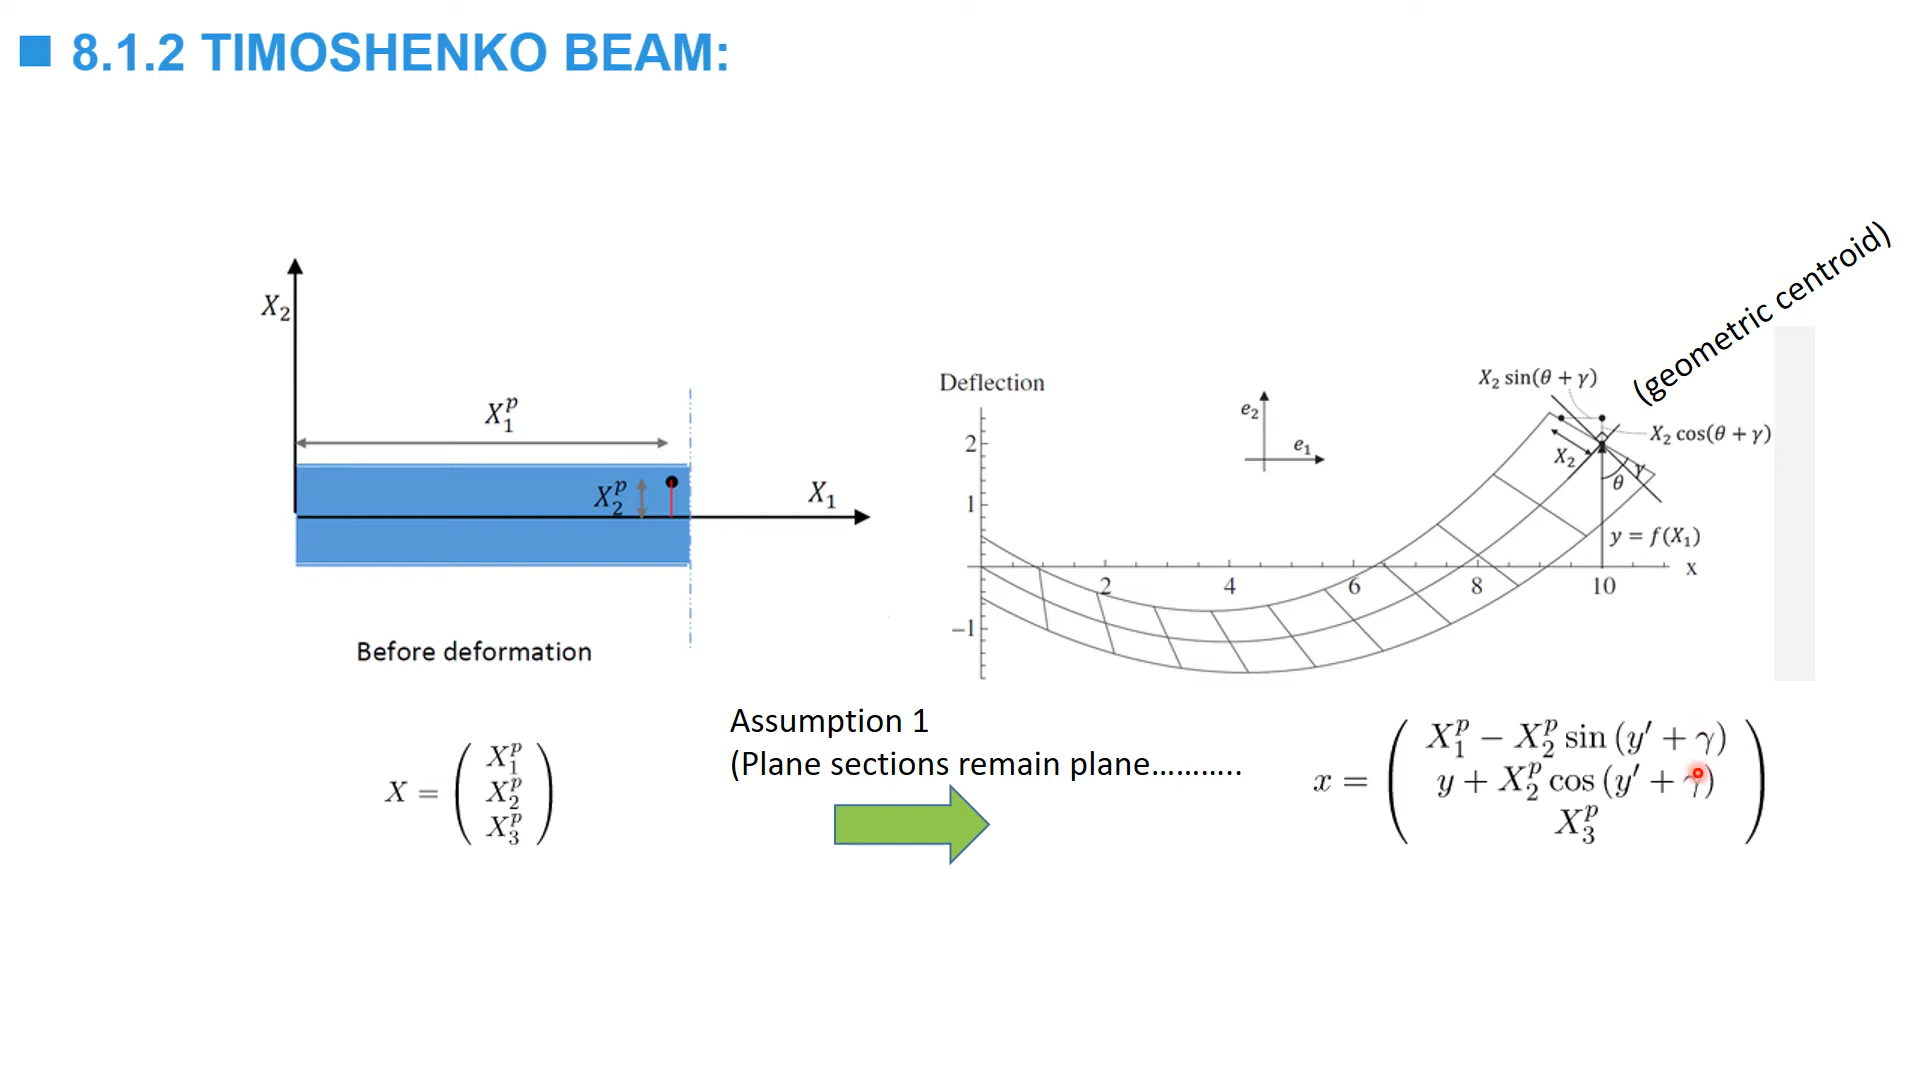 8.1.2 TIMOSHENKO BEAM:
X₂
X₁ᵖ
X₂ᵖ
X₁
Before deformation
X = ( X₁ᵖ
X₂ᵖ
X₃ᵖ )
Assumption 1
(Plane sections remain plane………..
(geometric centroid)
Deflection
X₂ sin(θ + γ)
e₂
e₁
X₂ cos(θ + γ)
X₂
γ
θ
y = f(X₁)
x
2
1
−1
2 4 6 8 10
x = ( X₁ᵖ − X₂ᵖ sin (y′ + γ)
y + X₂ᵖ cos (y′ + γ)
X₃ᵖ )